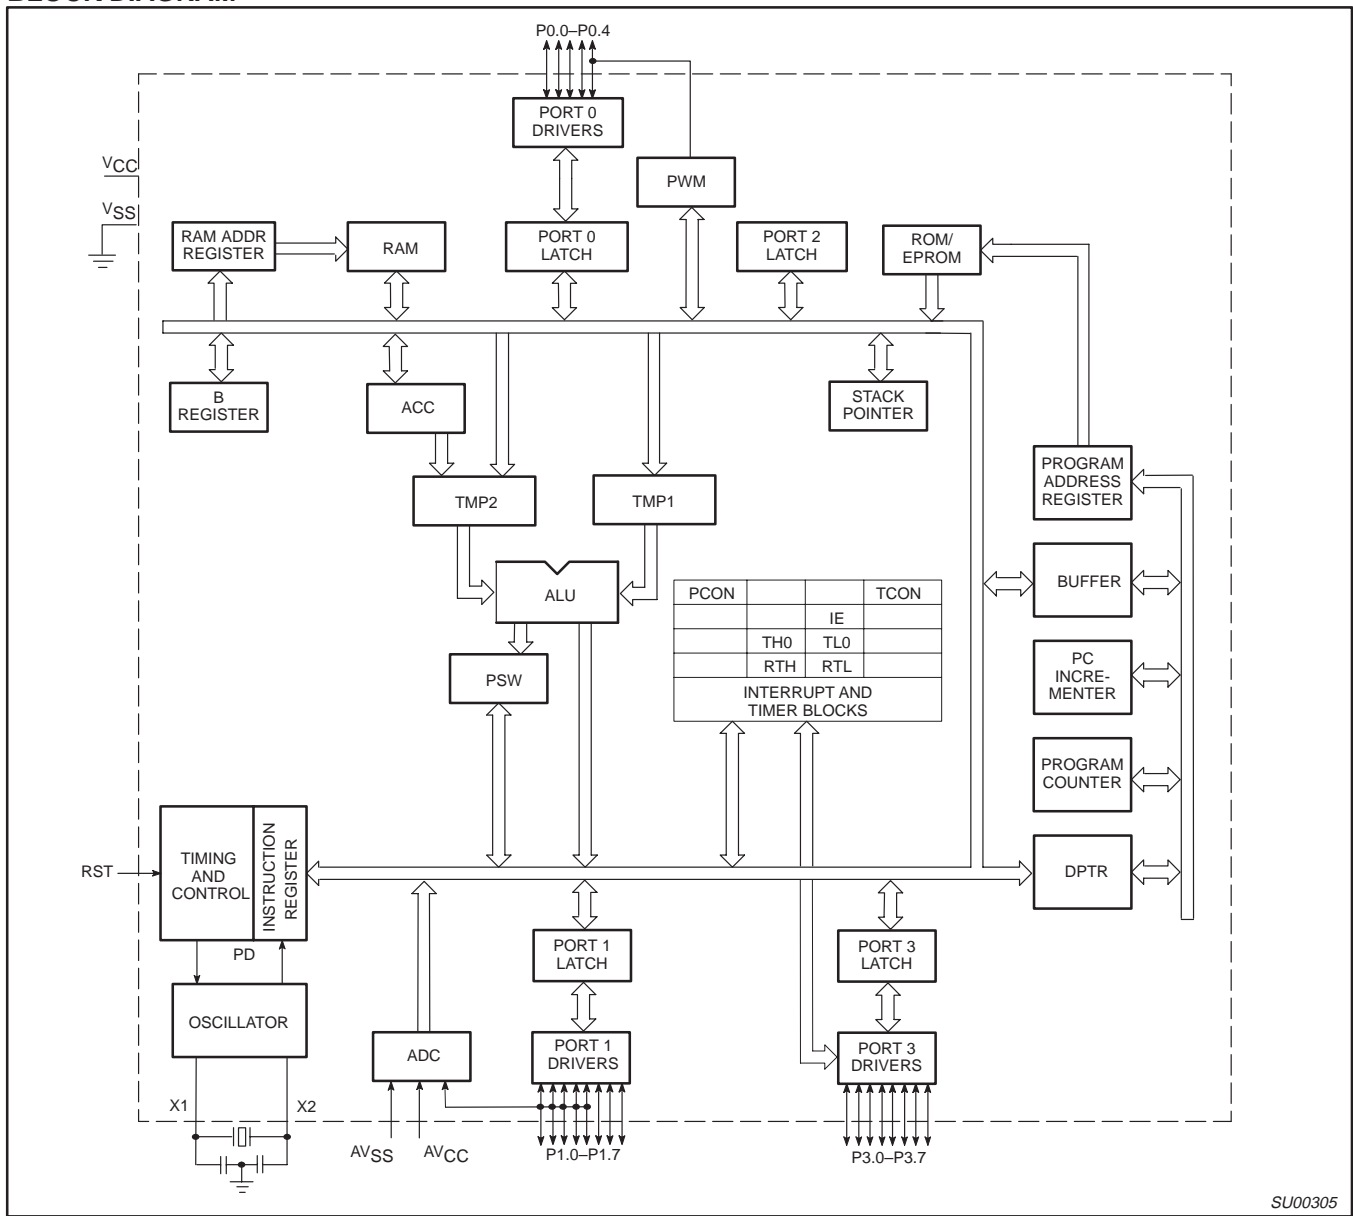 BLOCK DIAGRAM
P0.0–P0.4
PORT 0
DRIVERS
VCC
PWM
VSS
RAM ADDR
REGISTER
RAM
PORT 0
LATCH
PORT 2
LATCH
ROM/
EPROM
B
REGISTER
ACC
STACK
POINTER
PROGRAM
ADDRESS
REGISTER
TMP2
TMP1
BUFFER
ALU
PCON
TCON
IE
TH0
TL0
RTH
RTL
INTERRUPT AND
TIMER BLOCKS
PSW
PC
INCRE-
MENTER
PROGRAM
COUNTER
RST
TIMING
AND
CONTROL
INSTRUCTION
REGISTER
DPTR
PD
PORT 1
LATCH
PORT 3
LATCH
OSCILLATOR
ADC
PORT 1
DRIVERS
PORT 3
DRIVERS
X1
X2
AVSS
AVCC
P1.0–P1.7
P3.0–P3.7
SU00305